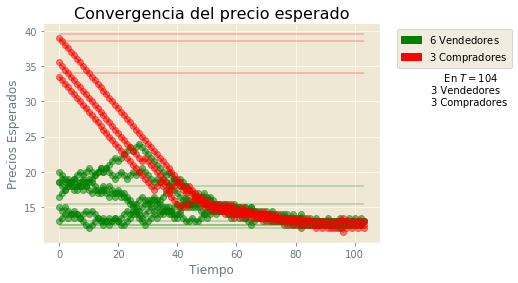 Convergencia del precio esperado
Precios Esperados
40
35
30
25
20
15
0
20
40
60
80
100
Tiempo
6 Vendedores
3 Compradores
En T = 104
3 Vendedores
3 Compradores